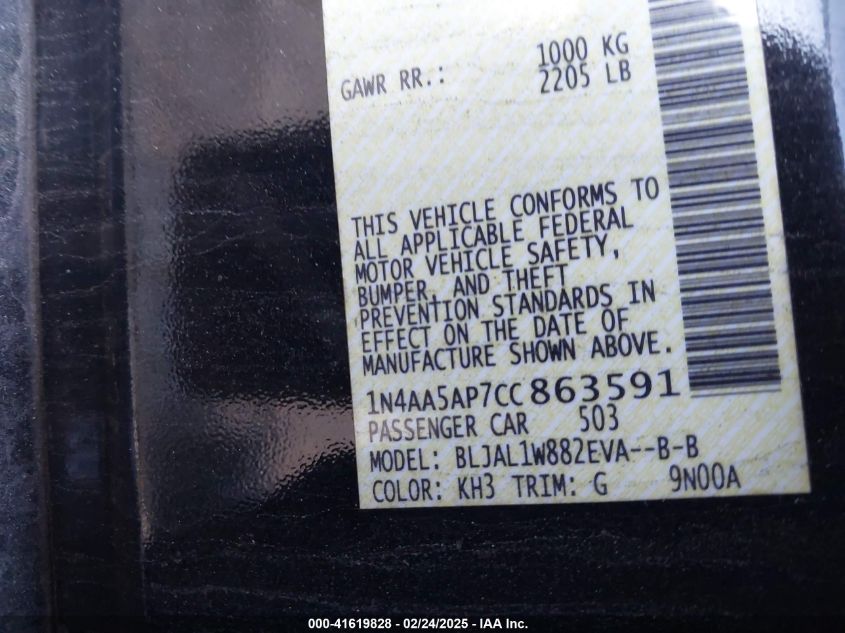 GAWR RR.: 1000 KG
2205 LB
THIS VEHICLE CONFORMS TO
ALL APPLICABLE FEDERAL
MOTOR VEHICLE SAFETY,
BUMPER, AND THEFT
PREVENTION STANDARDS IN
EFFECT ON THE DATE OF
MANUFACTURE SHOWN ABOVE.
1N4AA5AP7CC863591
PASSENGER CAR 503
MODEL: BLJAL1W882EVA--B-B
COLOR: KH3 TRIM: G 9N00A
000-41619828 - 02/24/2025 - IAA Inc.